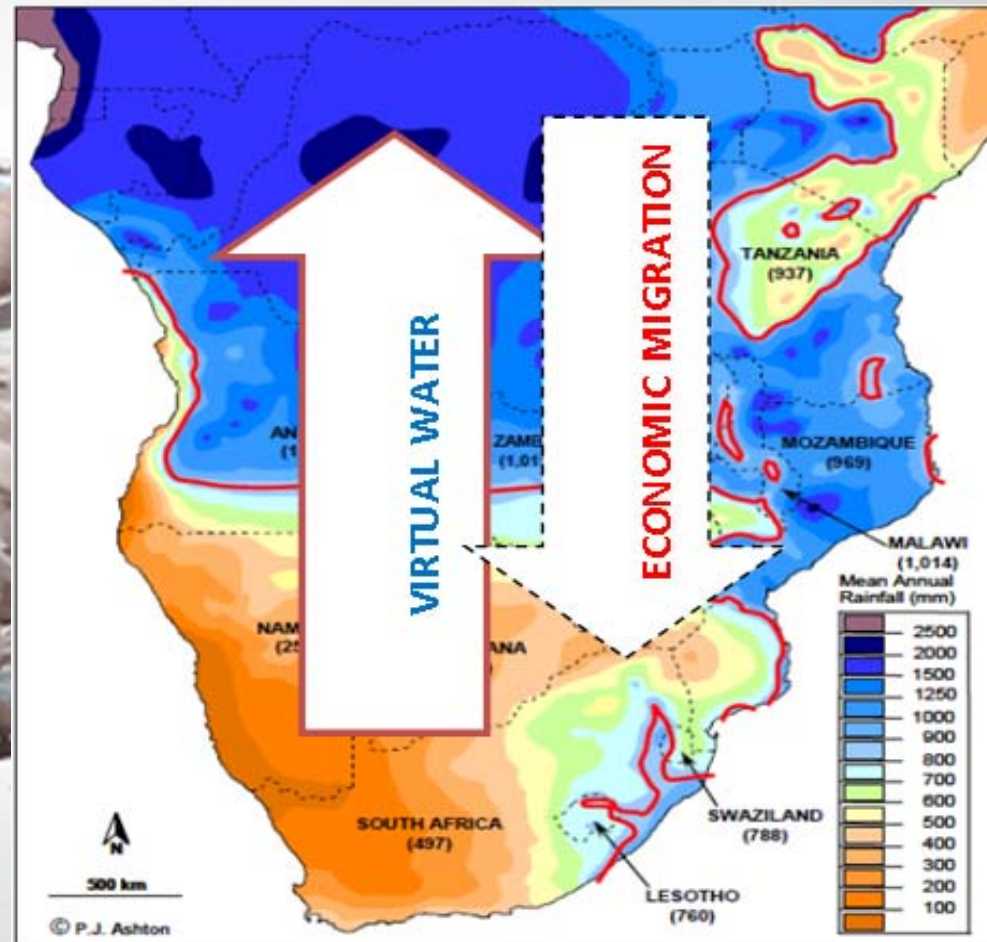 VIRTUAL WATER
ECONOMIC MIGRATION
TANZANIA
(937)
MOZAMBIQUE
(969)
MALAWI
(1,014)
Mean Annual
Rainfall (mm)
2500
2000
1500
1250
1000
900
800
700
600
500
400
300
200
100
SWAZILAND
(788)
SOUTH AFRICA
(497)
LESOTHO
(760)
N
500 km
© P.J. Ashton